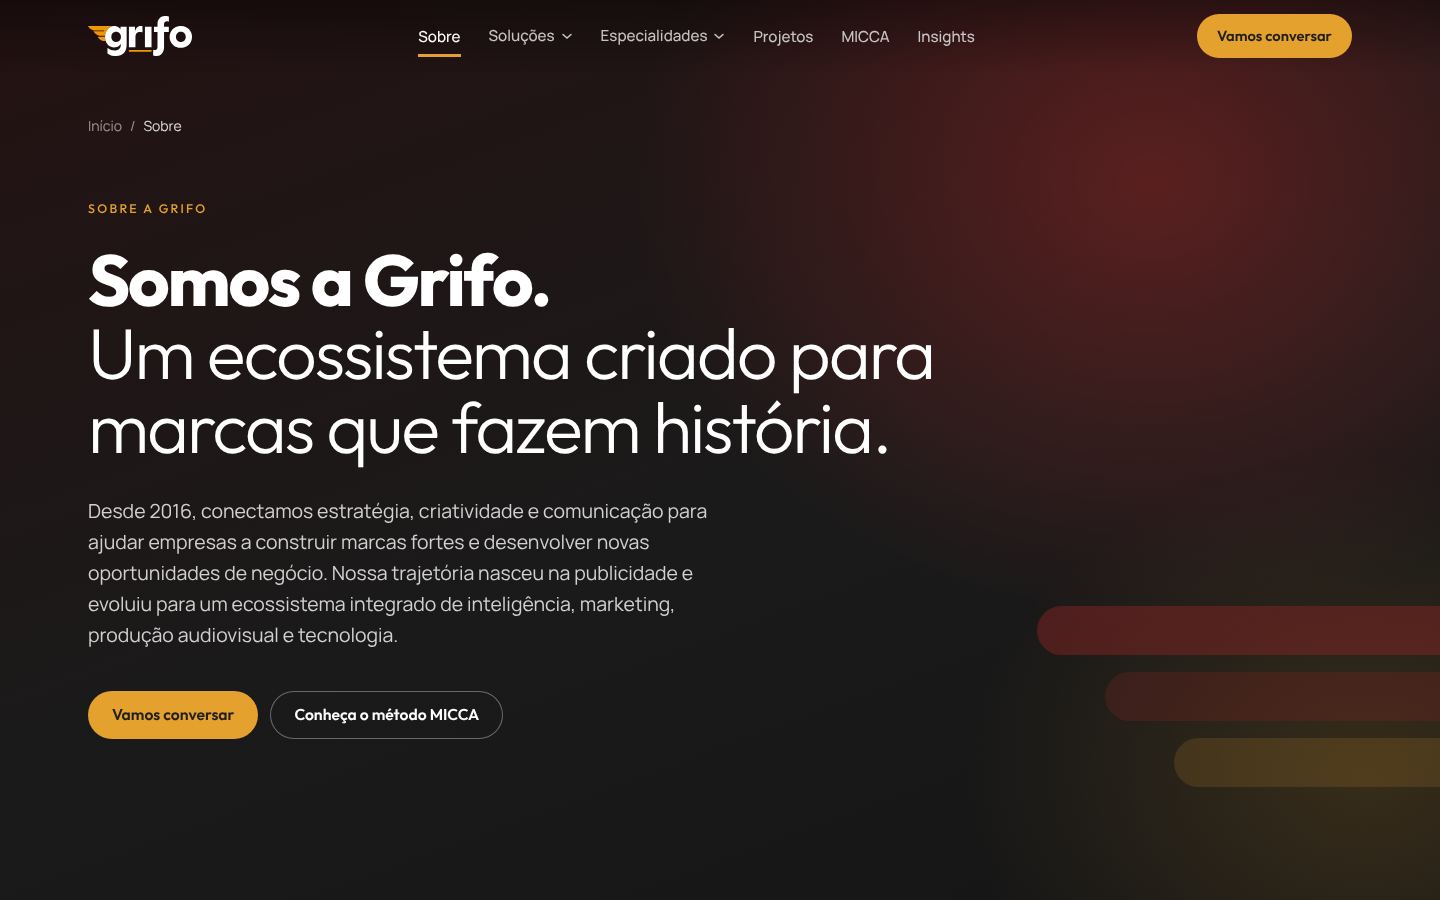 grifo
Sobre
Soluções
Especialidades
Projetos
MICCA
Insights
Vamos conversar
Início / Sobre
SOBRE A GRIFO
Somos a Grifo.
Um ecossistema criado para
marcas que fazem história.
Desde 2016, conectamos estratégia, criatividade e comunicação para
ajudar empresas a construir marcas fortes e desenvolver novas
oportunidades de negócio. Nossa trajetória nasceu na publicidade e
evoluiu para um ecossistema integrado de inteligência, marketing,
produção audiovisual e tecnologia.
Vamos conversar
Conheça o método MICCA